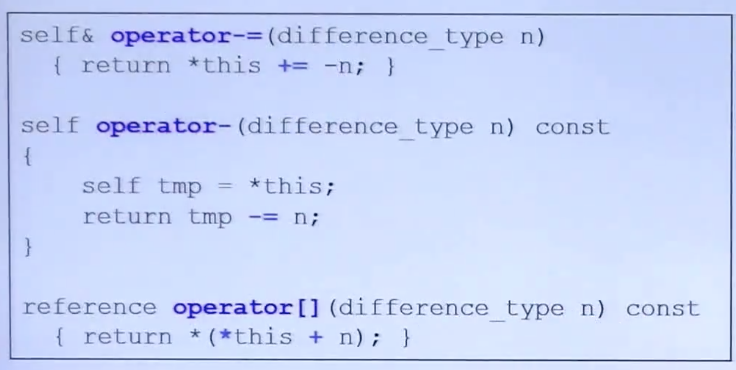 self& operator-=(difference_type n)
{ return *this += -n; }
self operator-(difference_type n) const
{
self tmp = *this;
return tmp -= n;
}
reference operator[](difference_type n) const
{ return *(*this + n); }